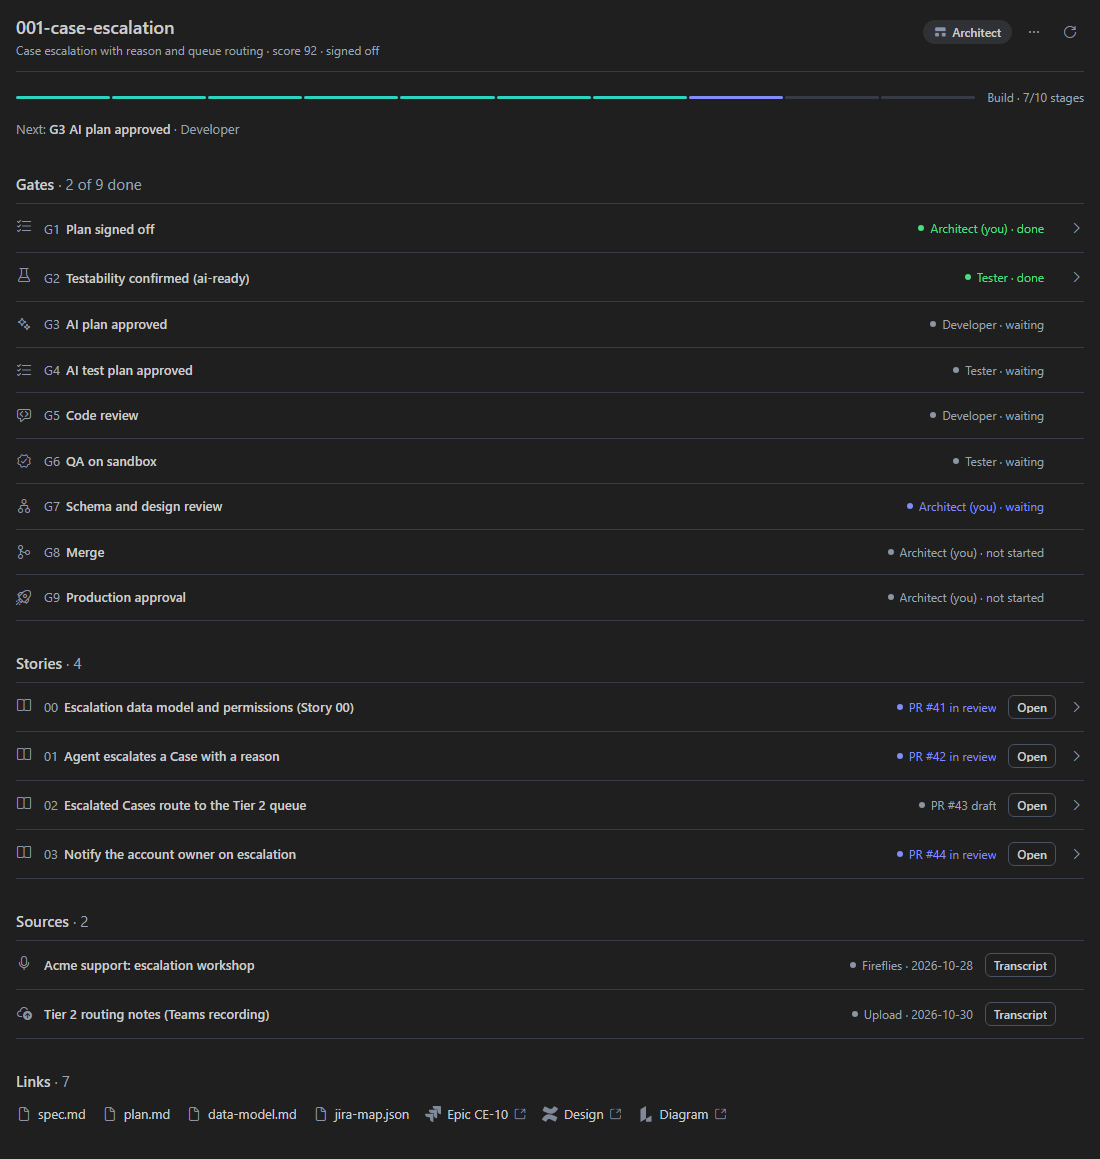 001-case-escalation
Case escalation with reason and queue routing · score 92 · signed off
Architect
Build · 7/10 stages
Next: G3 AI plan approved · Developer
Gates · 2 of 9 done
G1 Plan signed off Architect (you) · done
G2 Testability confirmed (ai-ready) Tester · done
G3 AI plan approved Developer · waiting
G4 AI test plan approved Tester · waiting
G5 Code review Developer · waiting
G6 QA on sandbox Tester · waiting
G7 Schema and design review Architect (you) · waiting
G8 Merge Architect (you) · not started
G9 Production approval Architect (you) · not started
Stories · 4
00 Escalation data model and permissions (Story 00) PR #41 in review Open
01 Agent escalates a Case with a reason PR #42 in review Open
02 Escalated Cases route to the Tier 2 queue PR #43 draft Open
03 Notify the account owner on escalation PR #44 in review Open
Sources · 2
Acme support: escalation workshop Fireflies · 2026-10-28 Transcript
Tier 2 routing notes (Teams recording) Upload · 2026-10-30 Transcript
Links · 7
spec.md plan.md data-model.md jira-map.json Epic CE-10 Design Diagram